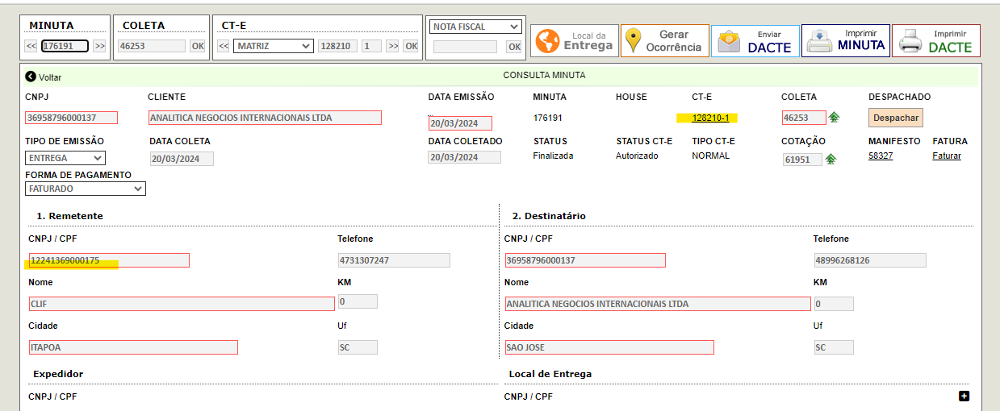 MINUTA COLETA CT-E NOTA FISCAL
<< 176191 >> 46253 OK << MATRIZ 128210 1 >> OK OK
Local da Entrega Gerar Ocorrência Enviar DACTE Imprimir MINUTA Imprimir DACTE
Voltar CONSULTA MINUTA
CNPJ CLIENTE DATA EMISSÃO MINUTA HOUSE CT-E COLETA DESPACHADO
36958796000137 ANALITICA NEGOCIOS INTERNACIONAIS LTDA 20/03/2024 176191 128210-1 46253 Despachar
TIPO DE EMISSÃO DATA COLETA DATA COLETADO STATUS STATUS CT-E TIPO CT-E COTAÇÃO MANIFESTO FATURA
ENTREGA 20/03/2024 20/03/2024 Finalizada Autorizado NORMAL 61951 58327 Faturar
FORMA DE PAGAMENTO
FATURADO
1. Remetente 2. Destinatário
CNPJ / CPF Telefone CNPJ / CPF Telefone
12241369000175 4731307247 36958796000137 48996268126
Nome KM Nome KM
CLIF 0 ANALITICA NEGOCIOS INTERNACIONAIS LTDA 0
Cidade Uf Cidade Uf
ITAPOA SC SAO JOSE SC
Expedidor Local de Entrega
CNPJ / CPF CNPJ / CPF